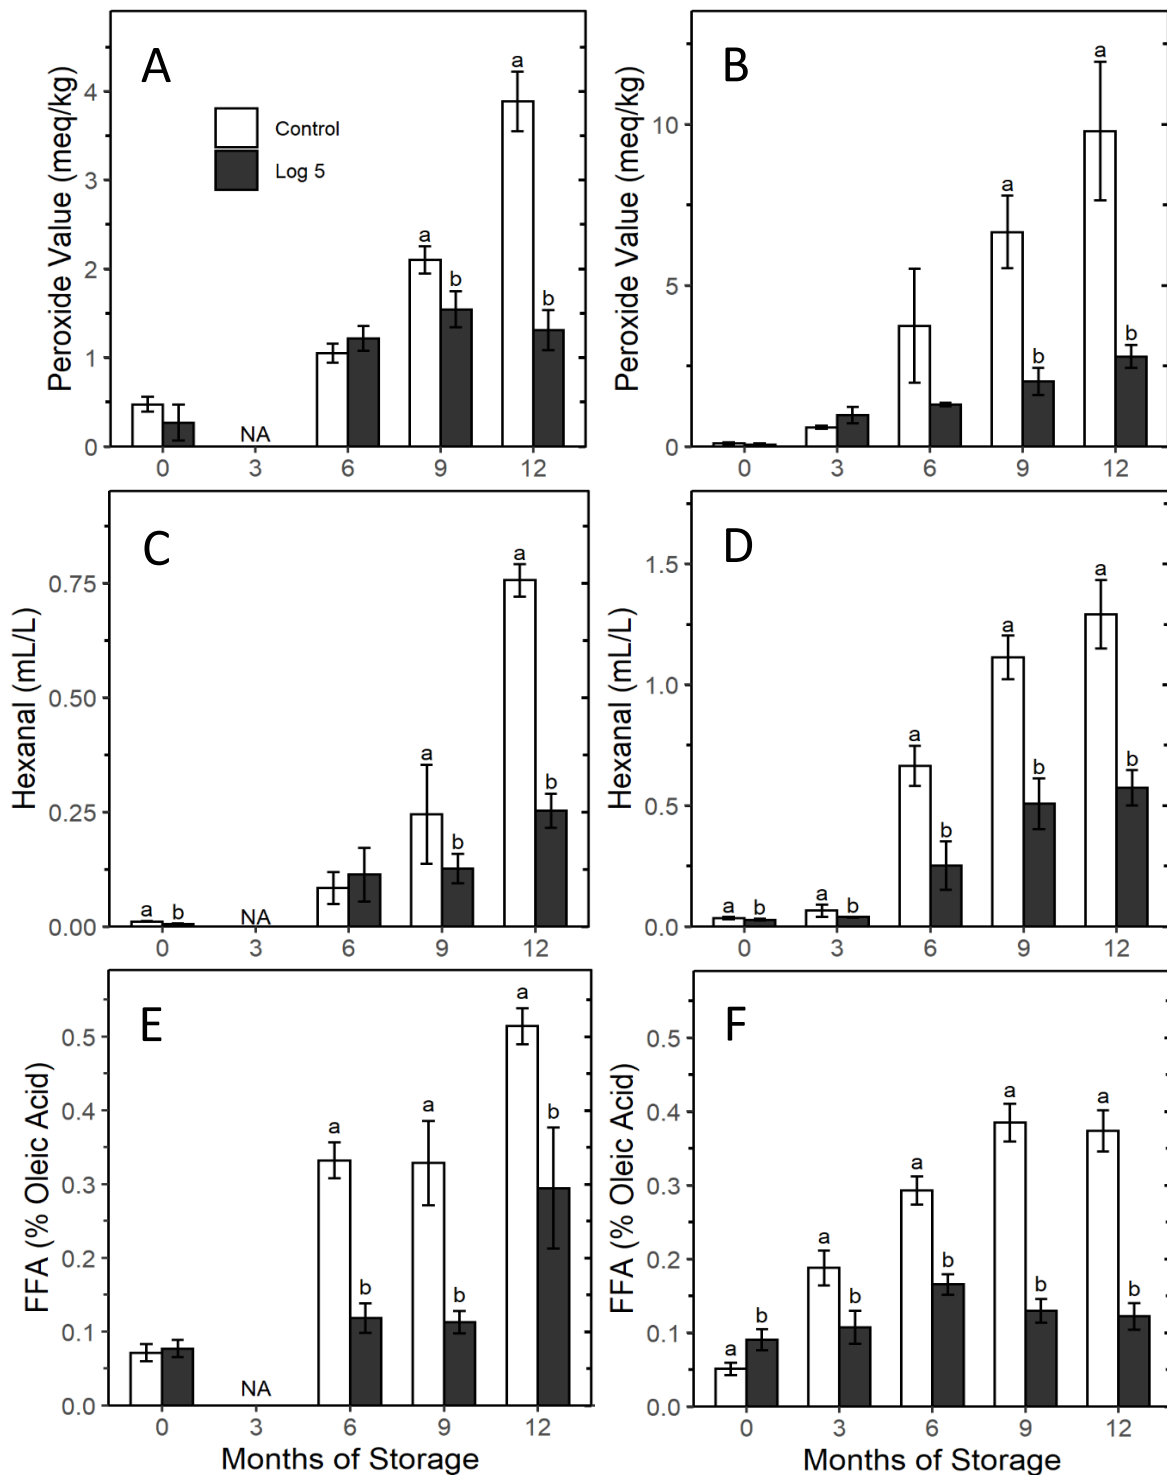 A
Peroxide Value (meq/kg)
4
3
2
1
0
Control
Log 5
a
b
a
b
NA
0 3 6 9 12
B
Peroxide Value (meq/kg)
10
5
0
a
b
a
b
0 3 6 9 12
C
Hexanal (mL/L)
0.75
0.50
0.25
0.00
a b
NA
a
b
a
b
0 3 6 9 12
D
Hexanal (mL/L)
1.5
1.0
0.5
0.0
a b
a b
a
b
a
b
a
b
0 3 6 9 12
E
FFA (% Oleic Acid)
0.5
0.4
0.3
0.2
0.1
0.0
NA
a
b
a
b
a
b
0 3 6 9 12
Months of Storage
F
FFA (% Oleic Acid)
0.5
0.4
0.3
0.2
0.1
0.0
a b
a
b
a
b
a
b
a
b
0 3 6 9 12
Months of Storage